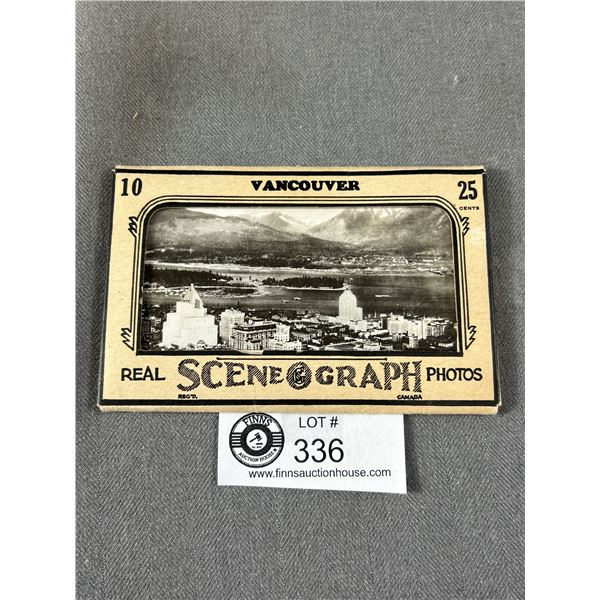 10 VANCOUVER 25
CENTS
REAL SCENE O GRAPH PHOTOS
REG'D. CANADA
FINNS
AUCTION HOUSE
LOT #
336
www.finnsauctionhouse.com